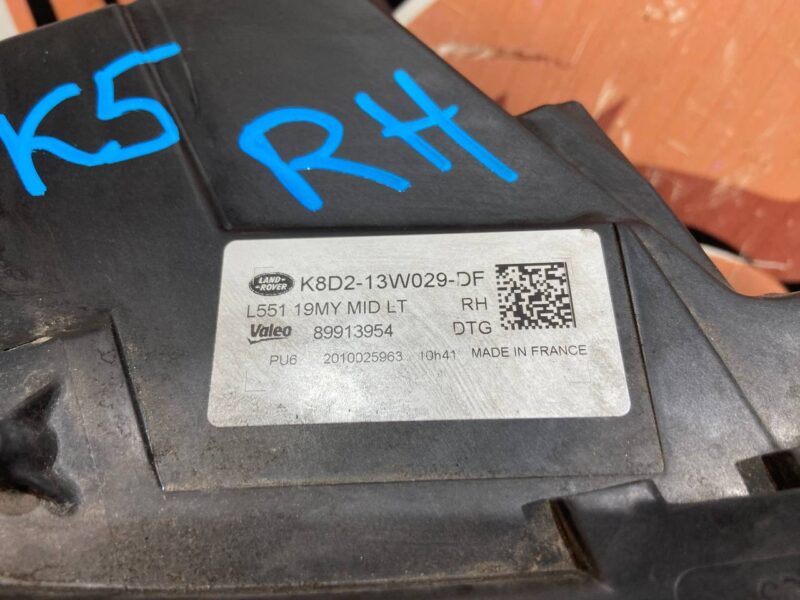 K5 RH
LAND-ROVER K8D2-13W029-DF
L551 19MY MID LT RH
Valeo 89913954 DTG
PU6 2010025963 10h41 MADE IN FRANCE